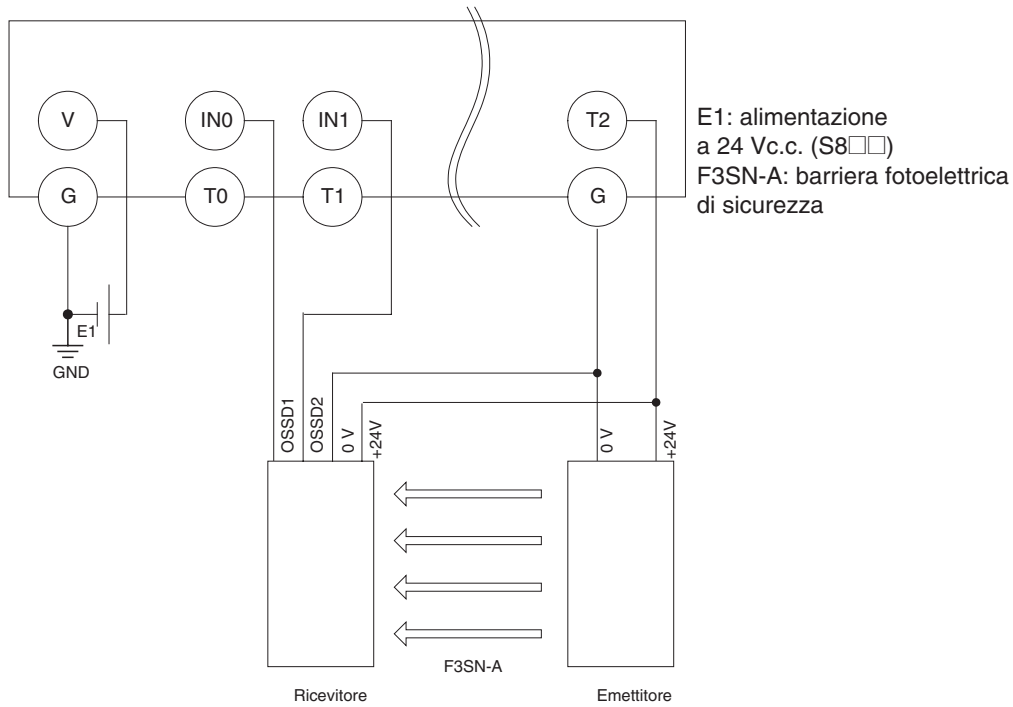 V
IN0
IN1
T2
G
T0
T1
G
E1: alimentazione
a 24 Vc.c. (S8□□)
F3SN-A: barriera fotoelettrica
di sicurezza
E1
GND
OSSD1
OSSD2
0 V
+24V
0 V
+24V
F3SN-A
Ricevitore
Emettitore